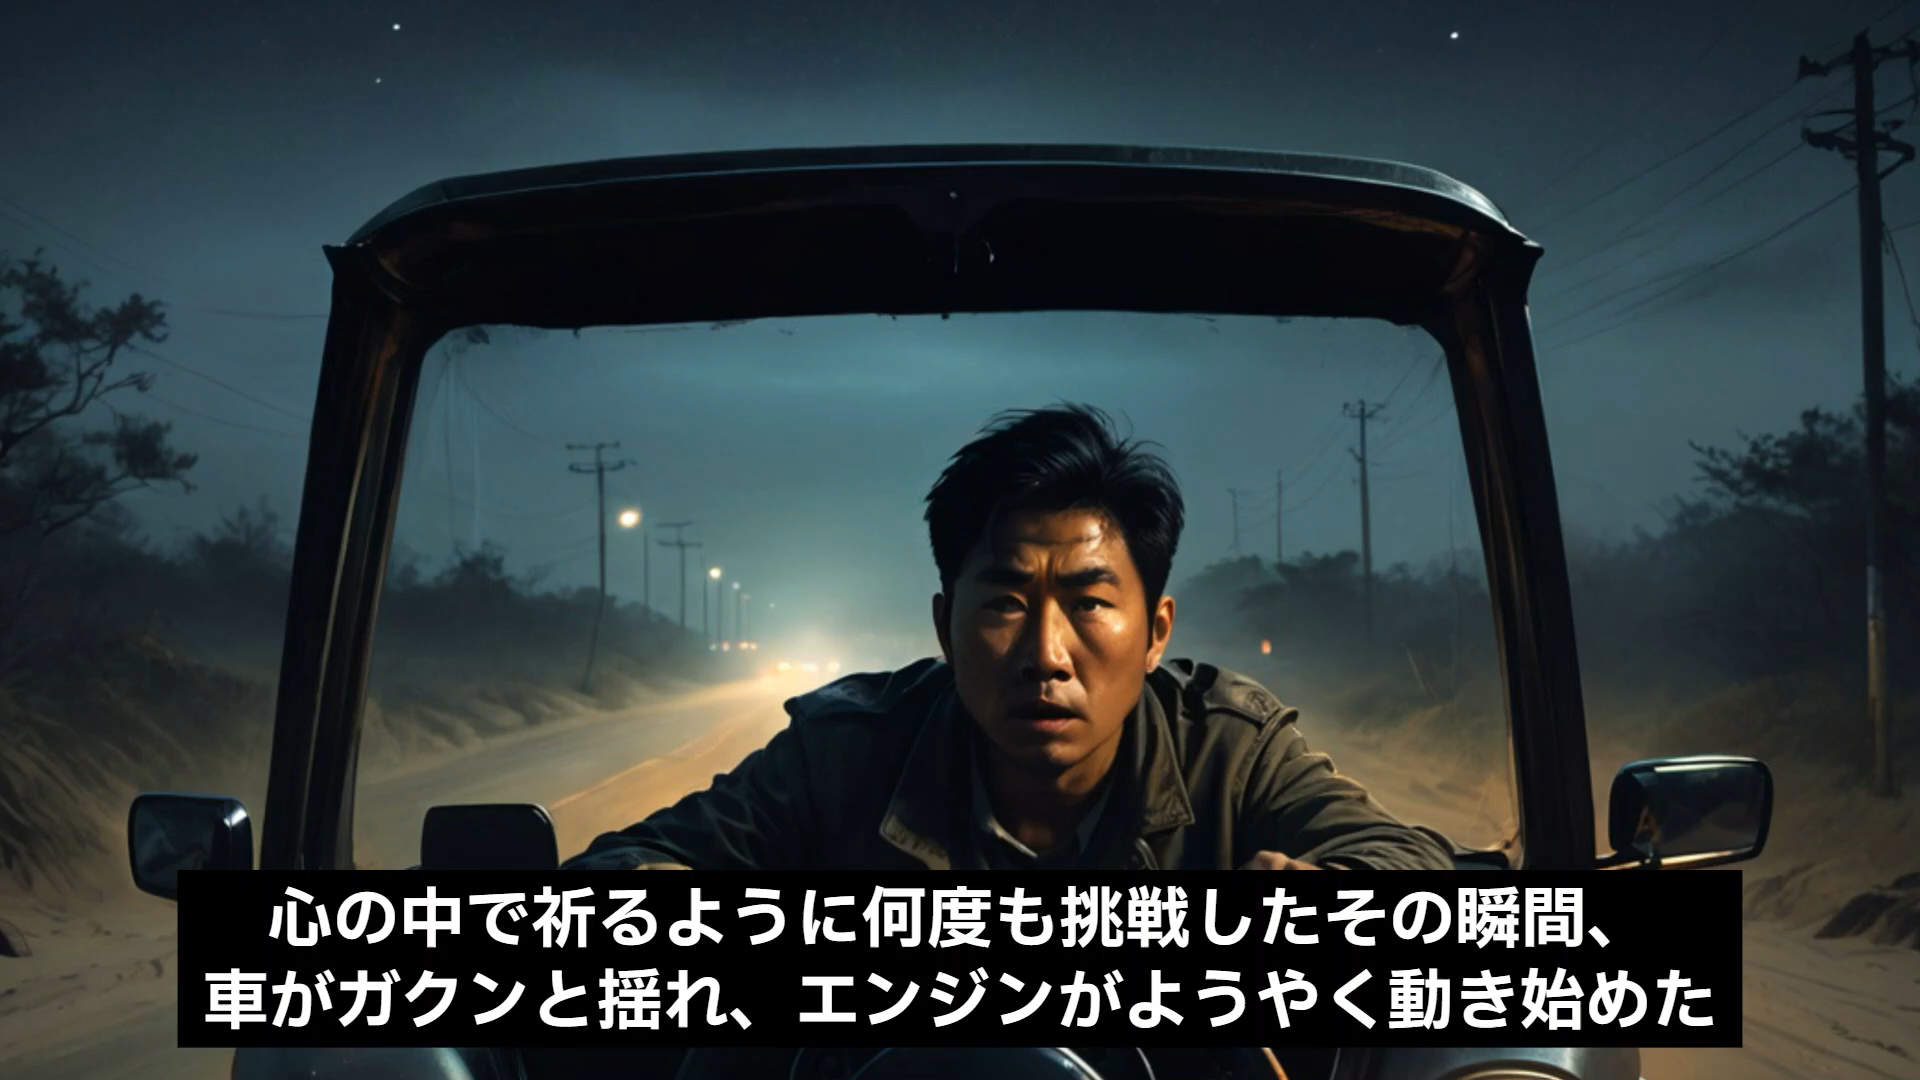 心の中で祈るように何度も挑戦したその瞬間、
車がガクンと揺れ、エンジンがようやく動き始めた